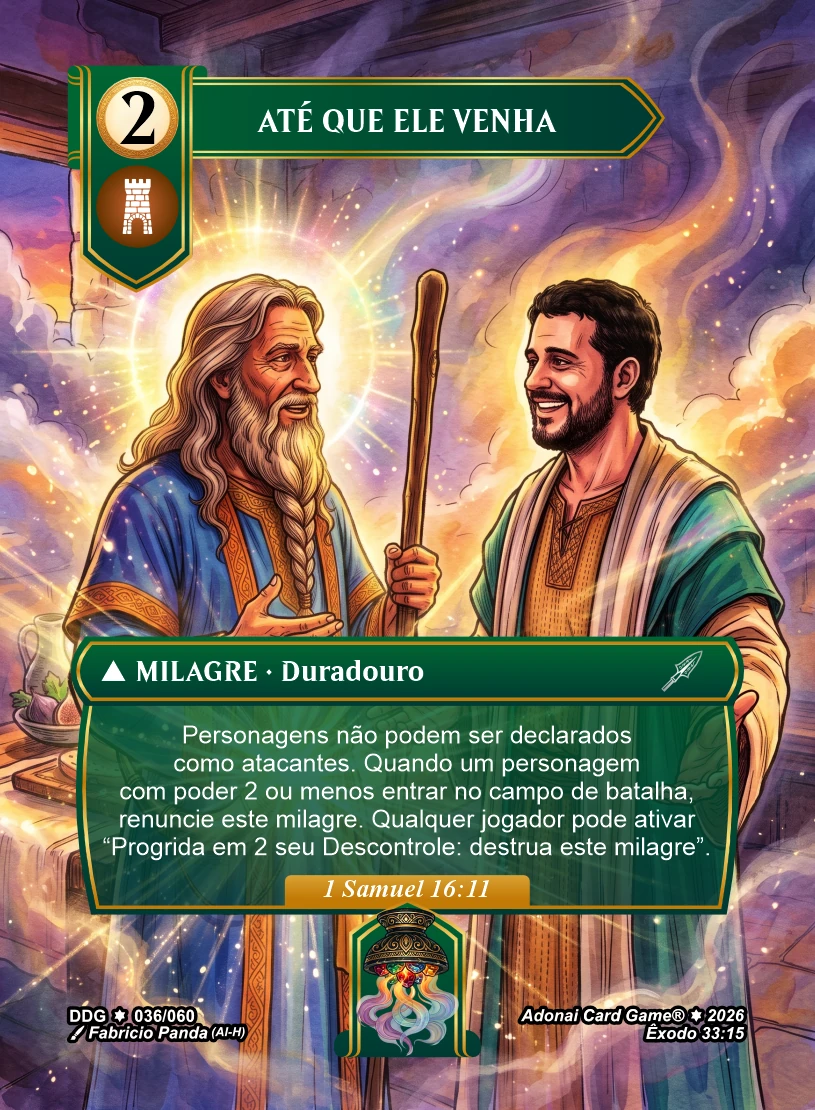 2
ATÉ QUE ELE VENHA
▲ MILAGRE · Duradouro
Personagens não podem ser declarados
como atacantes. Quando um personagem
com poder 2 ou menos entrar no campo de batalha,
renuncie este milagre. Qualquer jogador pode ativar
“Progrida em 2 seu Descontrole: destrua este milagre”.
1 Samuel 16:11
DDG ✸ 036/060
Fabricio Panda (AI-H)
Adonai Card Game® ✸ 2026
Êxodo 33:15